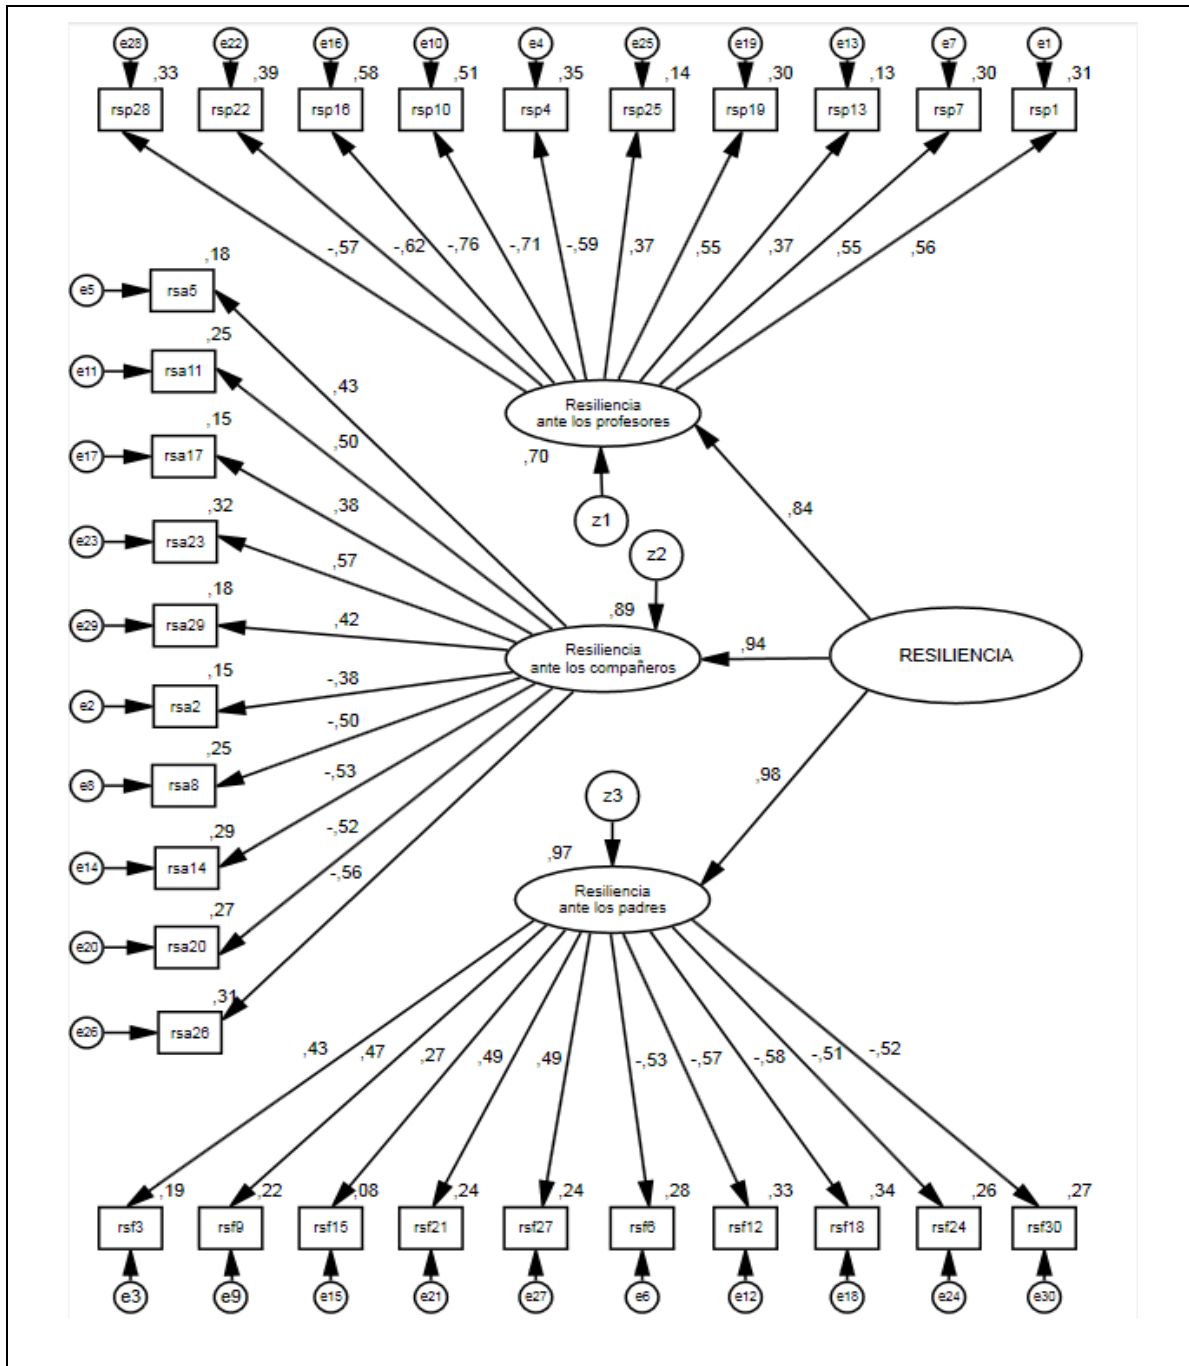 e28 e22 e16 e10 e4 e25 e19 e13 e7 e1
,33 ,39 ,58 ,51 ,35 ,14 ,30 ,13 ,30 ,31
rsp28 rsp22 rsp16 rsp10 rsp4 rsp25 rsp19 rsp13 rsp7 rsp1
-,57 -,62 -,76 -,71 -,59 ,37 ,55 ,37 ,55 ,56
,18
e5 rsa5
,25
e11 rsa11
,43
,15
e17 rsa17
,50
,32
e23 rsa23
,38
,57
,18
e29 rsa29
,42
,15
e2 rsa2
-,38
,25
e8 rsa8
-,50
,29
e14 rsa14
-,53
,27
e20 rsa20
-,52
,31
e26 rsa26
-,56
Resiliencia
ante los profesores
,70
z1
,84
z2
,89
Resiliencia
ante los compañeros
,94
RESILIENCIA
,98
z3
,97
Resiliencia
ante los padres
,43 ,47 ,27 ,49 ,49 -,53 -,57 -,58 -,51 -,52
,19 ,22 ,08 ,24 ,24 ,28 ,33 ,34 ,26 ,27
rsf3 rsf9 rsf15 rsf21 rsf27 rsf6 rsf12 rsf18 rsf24 rsf30
e3 e9 e15 e21 e27 e6 e12 e18 e24 e30